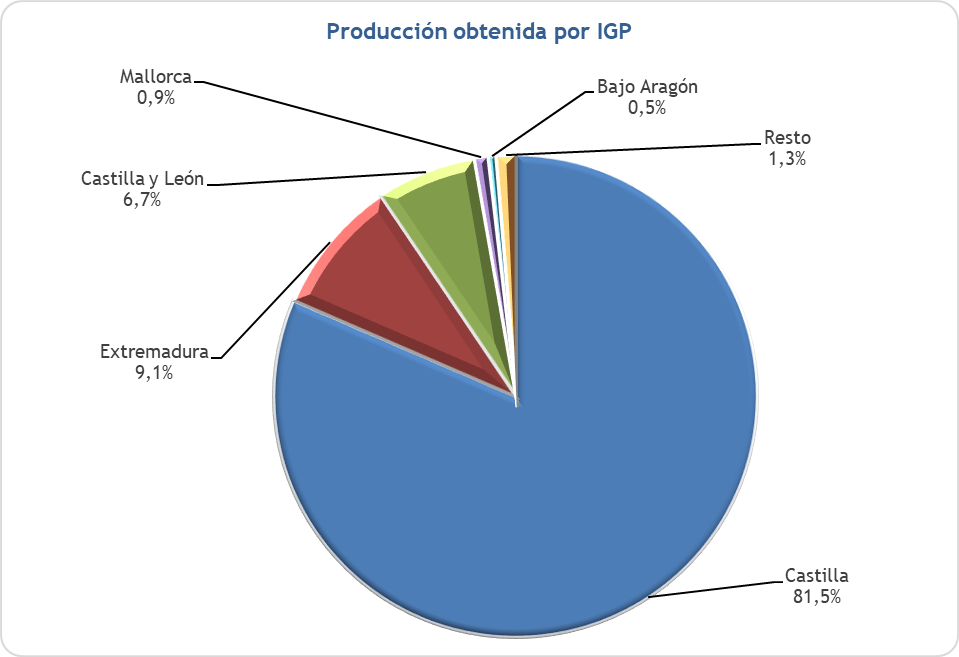 Producción obtenida por IGP
Mallorca
0,9%
Bajo Aragón
0,5%
Resto
1,3%
Castilla y León
6,7%
Extremadura
9,1%
Castilla
81,5%